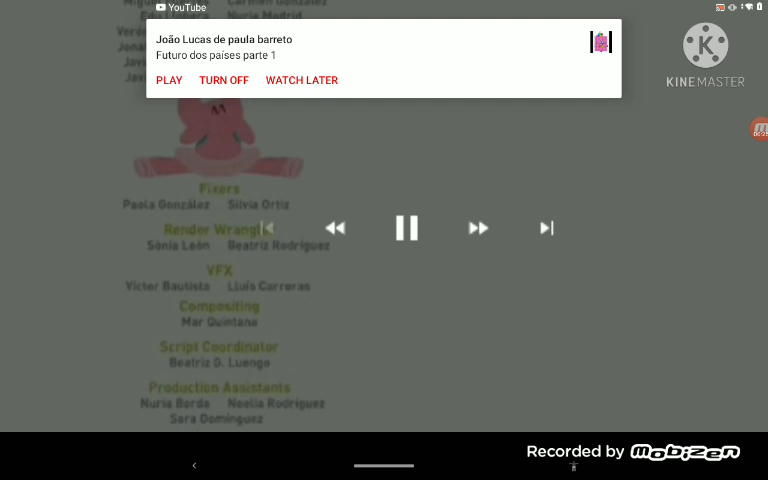 YouTube
João Lucas de paula barreto
Futuro dos países parte 1
PLAY TURN OFF WATCH LATER
KINEMASTER
Fixers
Paola González Silvia Ortiz
Render Wrangler
Sonia León Beatriz Rodríguez
VFX
Víctor Bautista Lluís Carreras
Compositing
Mar Quintana
Script Coordinator
Beatriz G. Luengo
Production Assistants
Nuria Borda Noelia Rodríguez
Sara Domínguez
Recorded by mobizen